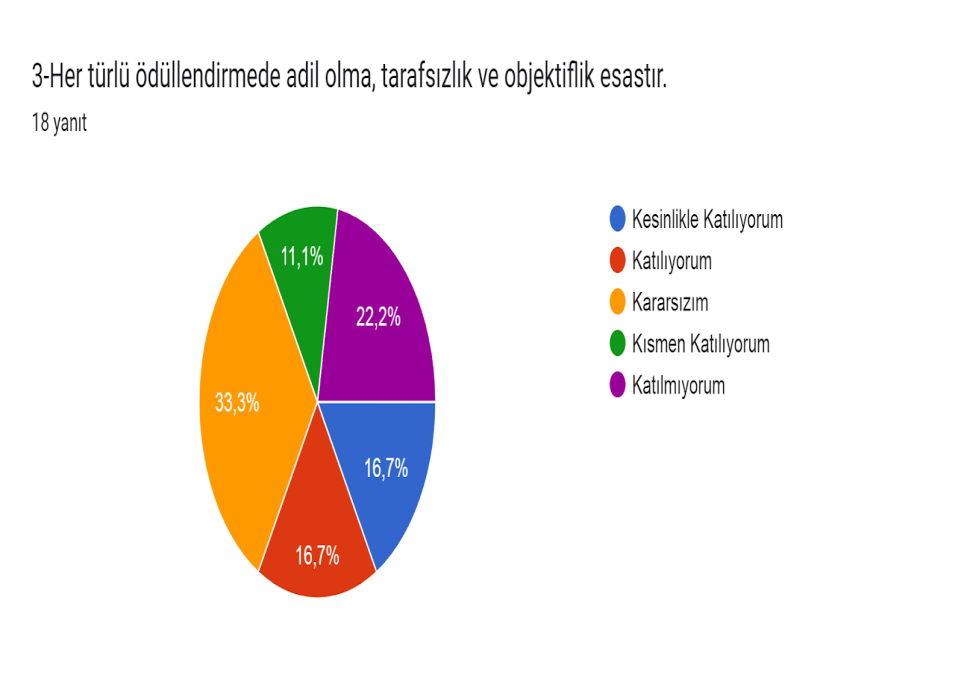 3-Her türlü ödüllendirmede adil olma, tarafsızlık ve objektiflik esastır.
18 yanıt
Kesinlikle Katılıyorum
Katılıyorum
Kararsızım
Kısmen Katılıyorum
Katılmıyorum
11,1%
22,2%
33,3%
16,7%
16,7%